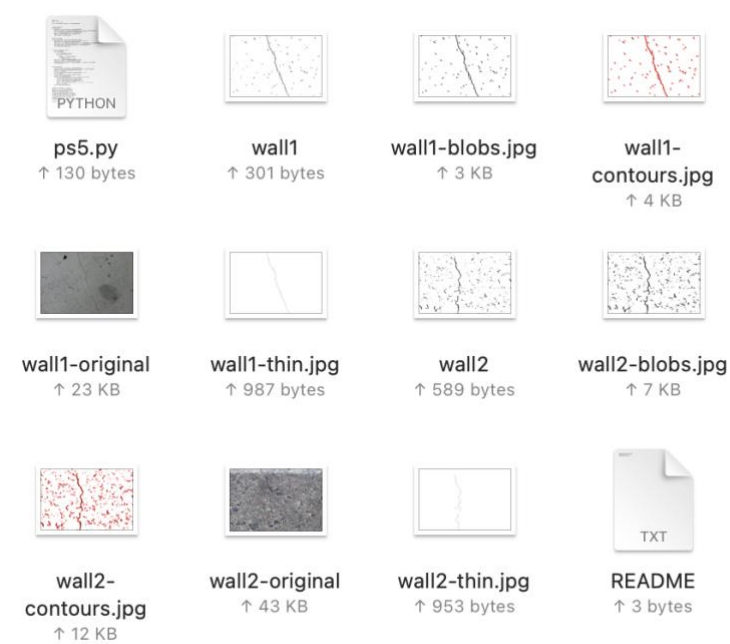 PYTHON
ps5.py
↑ 130 bytes
wall1
↑ 301 bytes
wall1-blobs.jpg
↑ 3 KB
wall1-
contours.jpg
↑ 4 KB
wall1-original
↑ 23 KB
wall1-thin.jpg
↑ 987 bytes
wall2
↑ 589 bytes
wall2-blobs.jpg
↑ 7 KB
wall2-
contours.jpg
↑ 12 KB
wall2-original
↑ 43 KB
wall2-thin.jpg
↑ 953 bytes
TXT
README
↑ 3 bytes